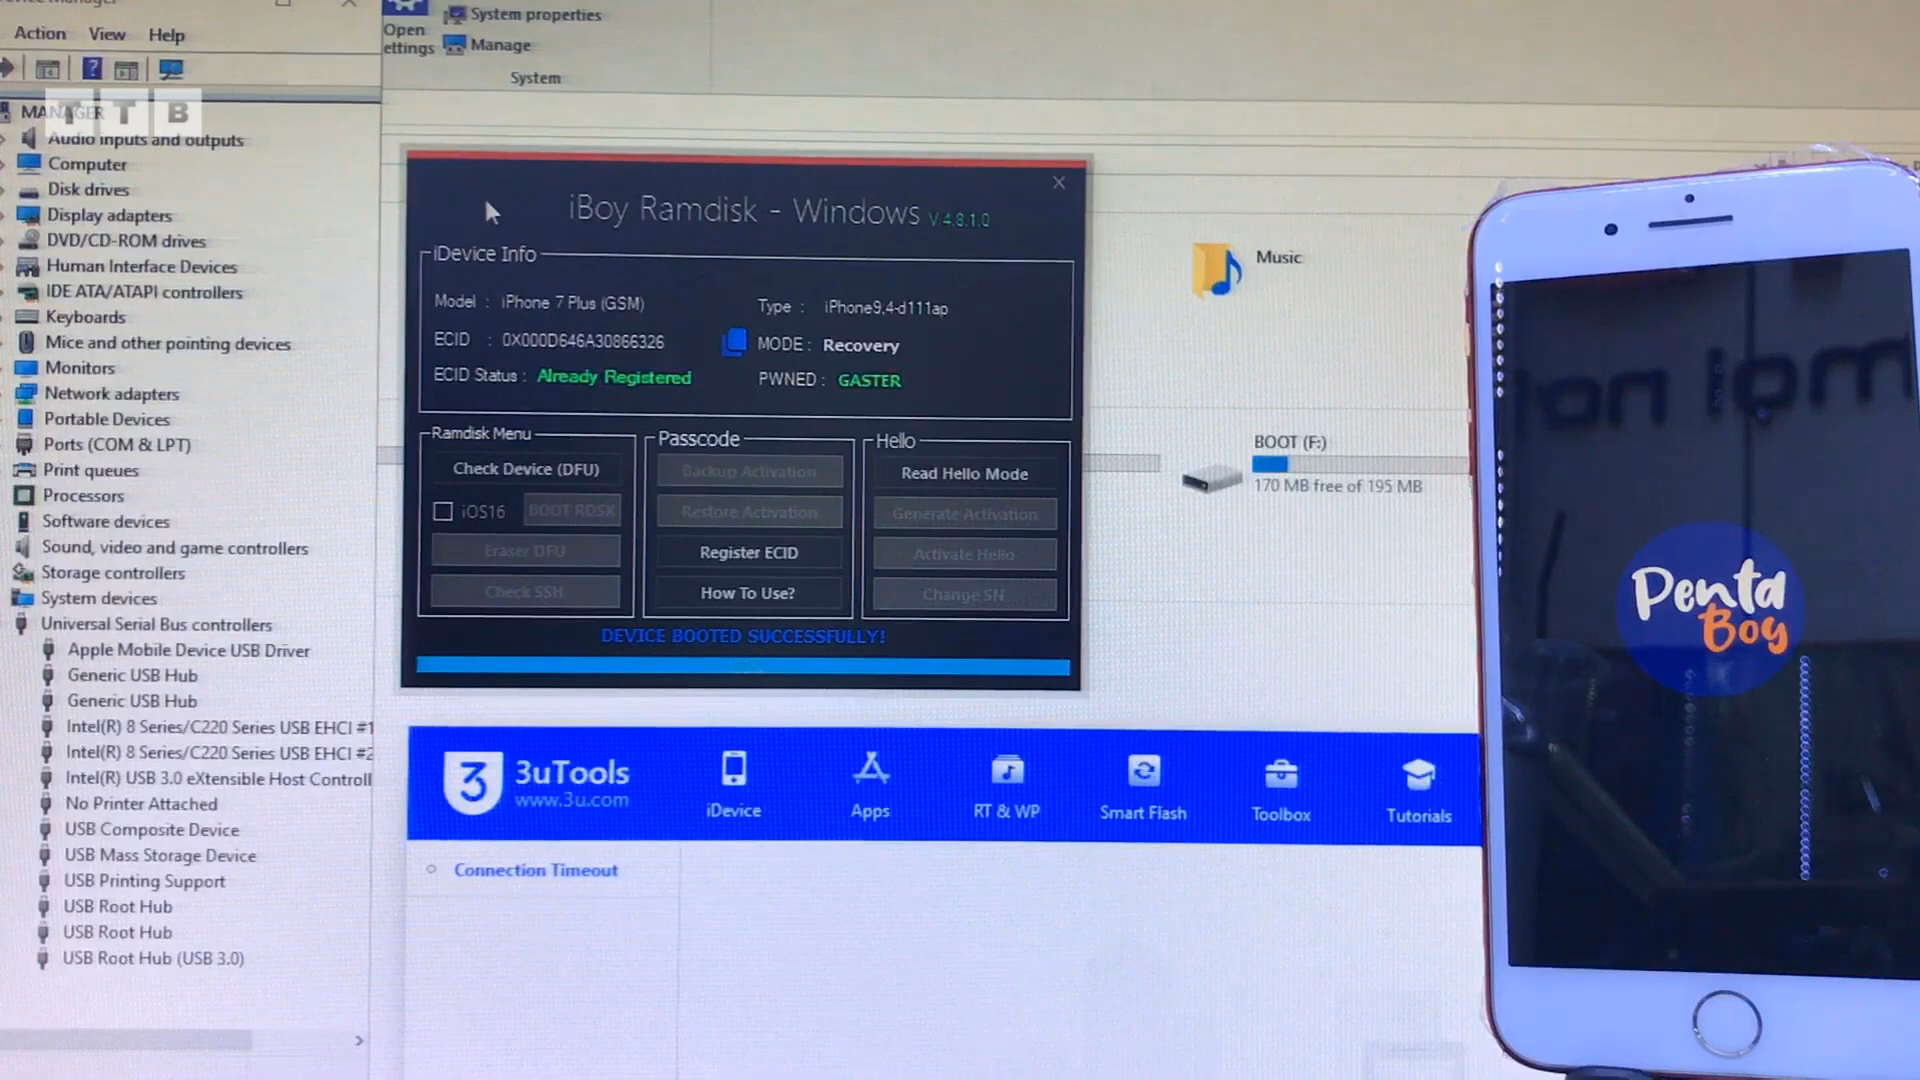 Action View Help
Open
ettings
System properties
Manage
System
TTB
MANAGER
Audio inputs and outputs
Computer
Disk drives
Display adapters
DVD/CD-ROM drives
Human Interface Devices
IDE ATA/ATAPI controllers
Keyboards
Mice and other pointing devices
Monitors
Network adapters
Portable Devices
Ports (COM & LPT)
Print queues
Processors
Software devices
Sound, video and game controllers
Storage controllers
System devices
Universal Serial Bus controllers
Apple Mobile Device USB Driver
Generic USB Hub
Generic USB Hub
Intel(R) 8 Series/C220 Series USB EHCI #1
Intel(R) 8 Series/C220 Series USB EHCI #2
Intel(R) USB 3.0 eXtensible Host Controll
No Printer Attached
USB Composite Device
USB Mass Storage Device
USB Printing Support
USB Root Hub
USB Root Hub
USB Root Hub (USB 3.0)
iBoy Ramdisk - Windows V 4.8.1.0
iDevice Info
Model : iPhone 7 Plus (GSM)
Type : iPhone9,4-d111ap
ECID : 0X000D646A30866326
MODE : Recovery
ECID Status : Already Registered
PWNED : GASTER
Ramdisk Menu
Check Device (DFU)
iOS16 BOOT RDSK
Eraser DFU
Check SSH
Passcode
Backup Activation
Restore Activation
Register ECID
How To Use?
Hello
Read Hello Mode
Generate Activation
Activate Hello
Change SN
DEVICE BOOTED SUCCESSFULLY!
Music
BOOT (F:)
170 MB free of 195 MB
3 3uTools
www.3u.com
iDevice
Apps
RT & WP
Smart Flash
Toolbox
Tutorials
Connection Timeout
Penta
Boy